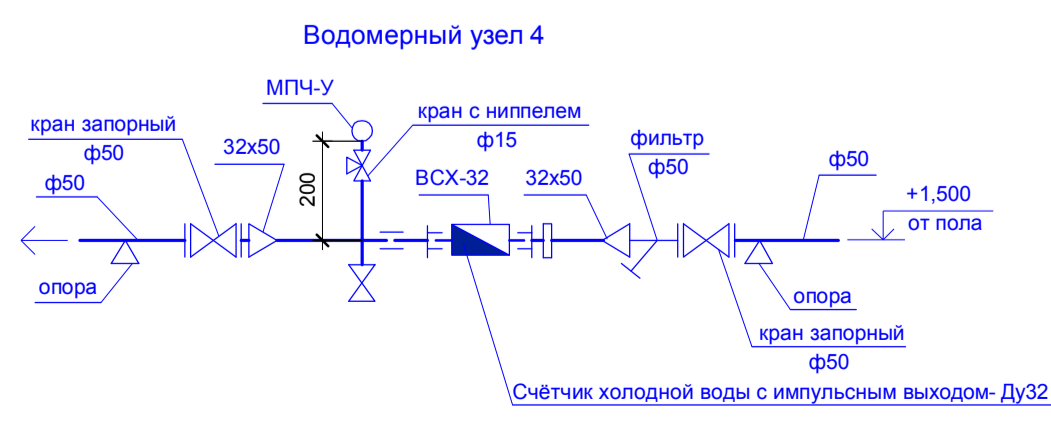 Водомерный узел 4
МПЧ-У
кран с ниппелем
ф15
кран запорный
ф50
32х50
фильтр
ф50
ф50
ф50
200
ВСХ-32
32х50
+1,500
от пола
опора
опора
кран запорный
ф50
Счётчик холодной воды с импульсным выходом- Ду32